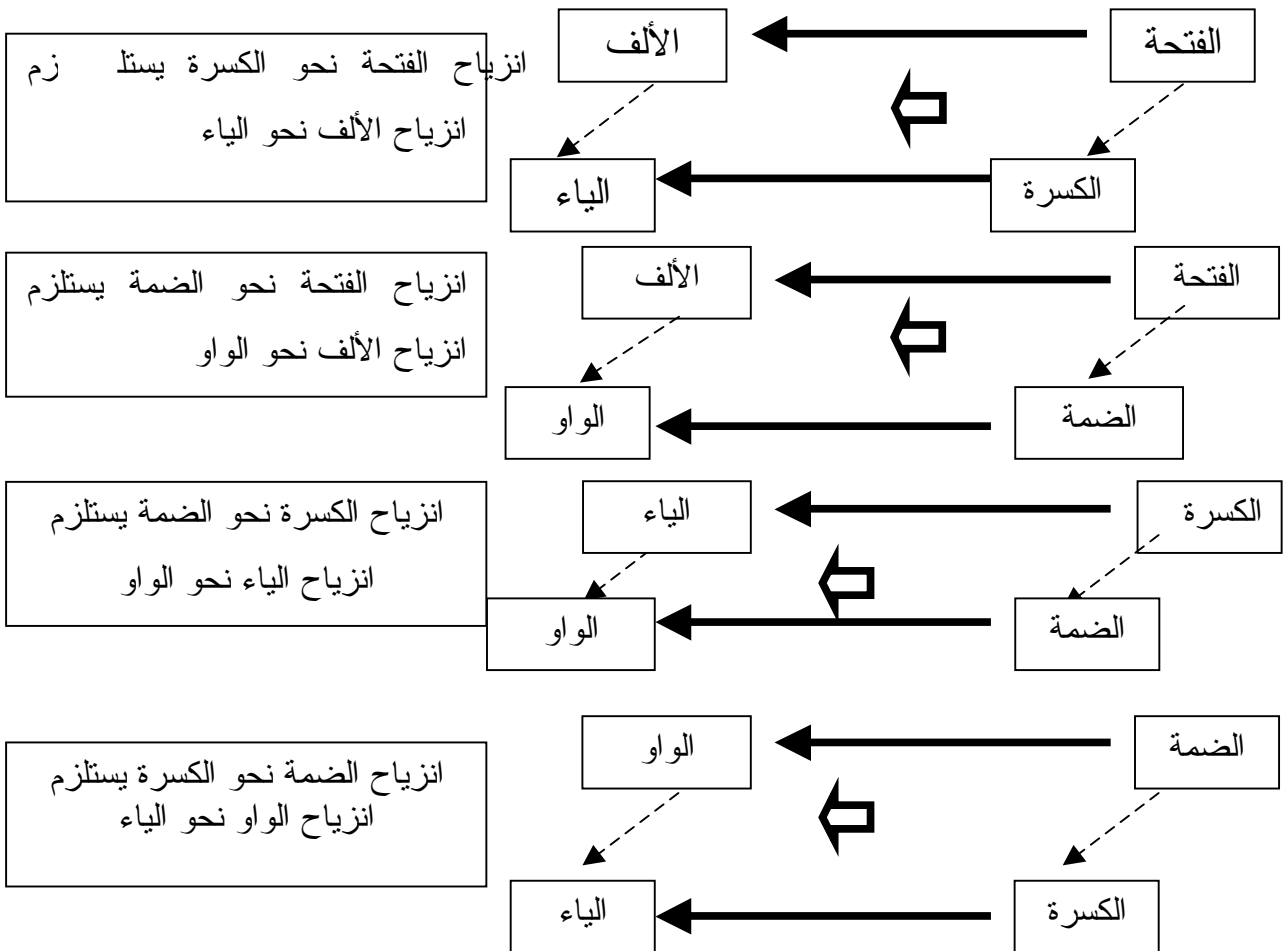 الفتحة
الألف
انزياح الفتحة نحو الكسرة يستلزم
انزياح الألف نحو الياء
الكسرة
الياء
الفتحة
الألف
انزياح الفتحة نحو الضمة يستلزم
انزياح الألف نحو الواو
الضمة
الواو
الكسرة
الياء
انزياح الكسرة نحو الضمة يستلزم
انزياح الياء نحو الواو
الضمة
الواو
الضمة
الواو
انزياح الضمة نحو الكسرة يستلزم
انزياح الواو نحو الياء
الكسرة
الياء